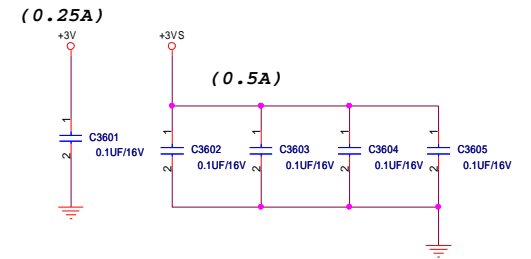 (0.25A)
+3V
+3VS
(0.5A)
1
C3601
2
0.1UF/16V
1
C3602
2
0.1UF/16V
1
C3603
2
0.1UF/16V
1
C3604
2
0.1UF/16V
1
C3605
2
0.1UF/16V